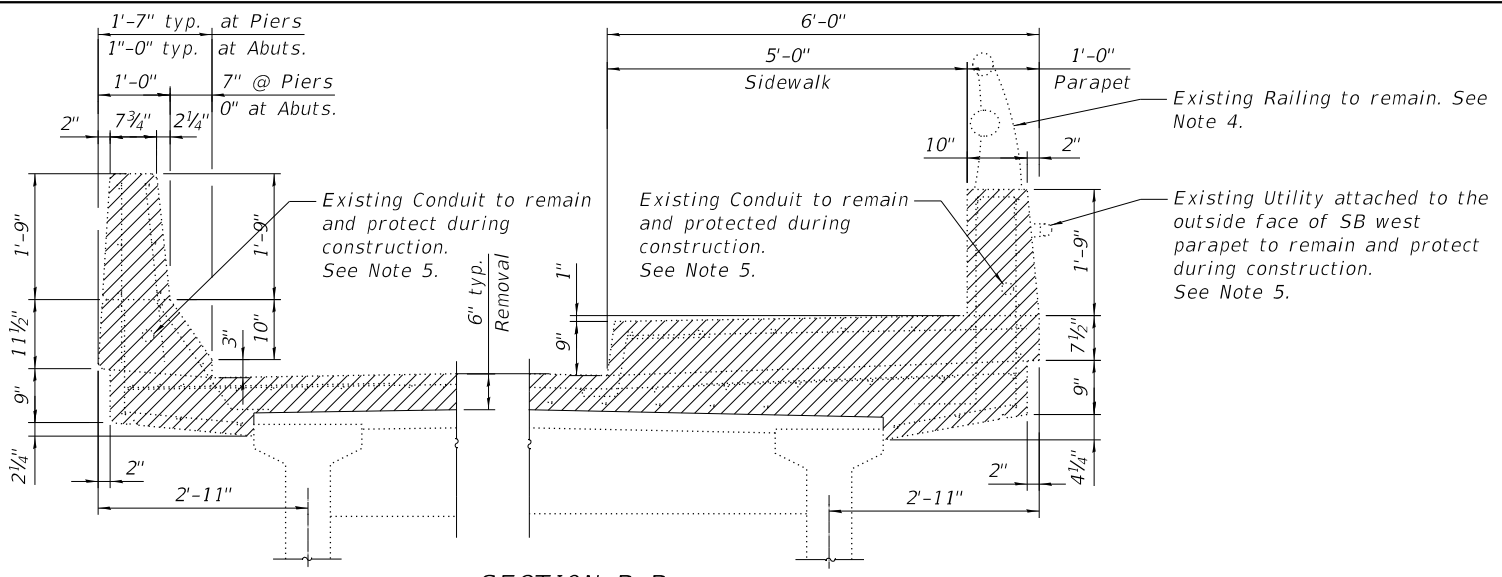 1'-7" typ. at Piers
1"-0" typ. at Abuts.
1'-0"
7" @ Piers
0" at Abuts.
2"
7¾"
2¼"
6'-0"
5'-0"
Sidewalk
1'-0"
Parapet
Existing Railing to remain. See
Note 4.
10"
2"
Existing Conduit to remain
and protect during
construction.
See Note 5.
Existing Conduit to remain
and protected during
construction.
See Note 5.
Existing Utility attached to the
outside face of SB west
parapet to remain and protect
during construction.
See Note 5.
1'-9"
1'-9"
1'-9"
11½"
10"
3"
6" typ.
Removal
1"
9"
7½"
9"
9"
2¼"
4¼"
2"
2"
2'-11"
2'-11"